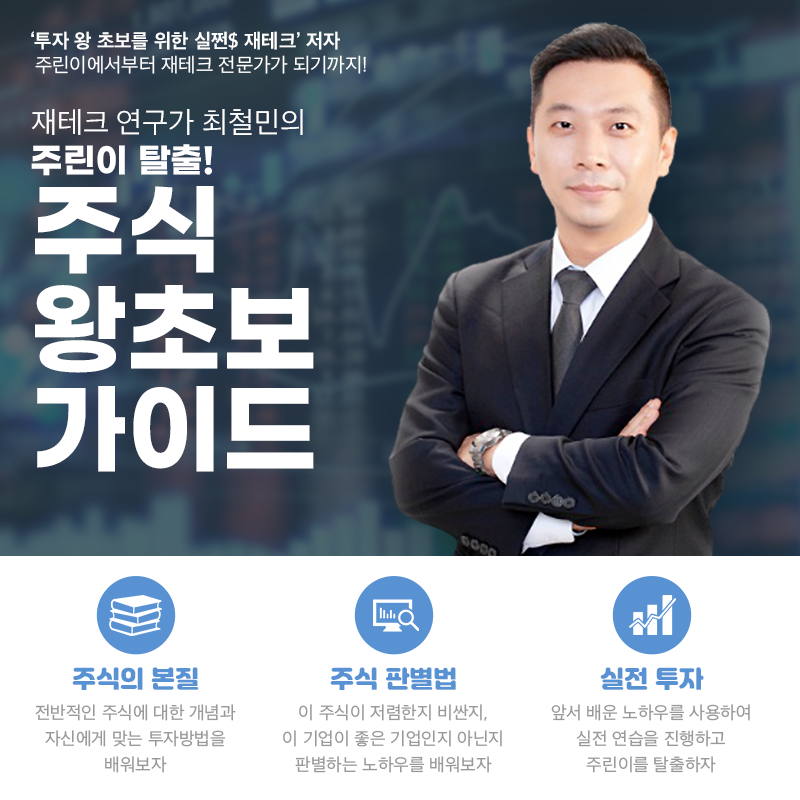 ‘투자 왕 초보를 위한 실쩐$ 재테크’ 저자
주린이에서부터 재테크 전문가가 되기까지!
재테크 연구가 최철민의
주린이 탈출!
주식
왕초보
가이드
주식의 본질
전반적인 주식에 대한 개념과
자신에게 맞는 투자방법을
배워보자
주식 판별법
이 주식이 저렴한지 비싼지,
이 기업이 좋은 기업인지 아닌지
판별하는 노하우를 배워보자
실전 투자
앞서 배운 노하우를 사용하여
실전 연습을 진행하고
주린이를 탈출하자